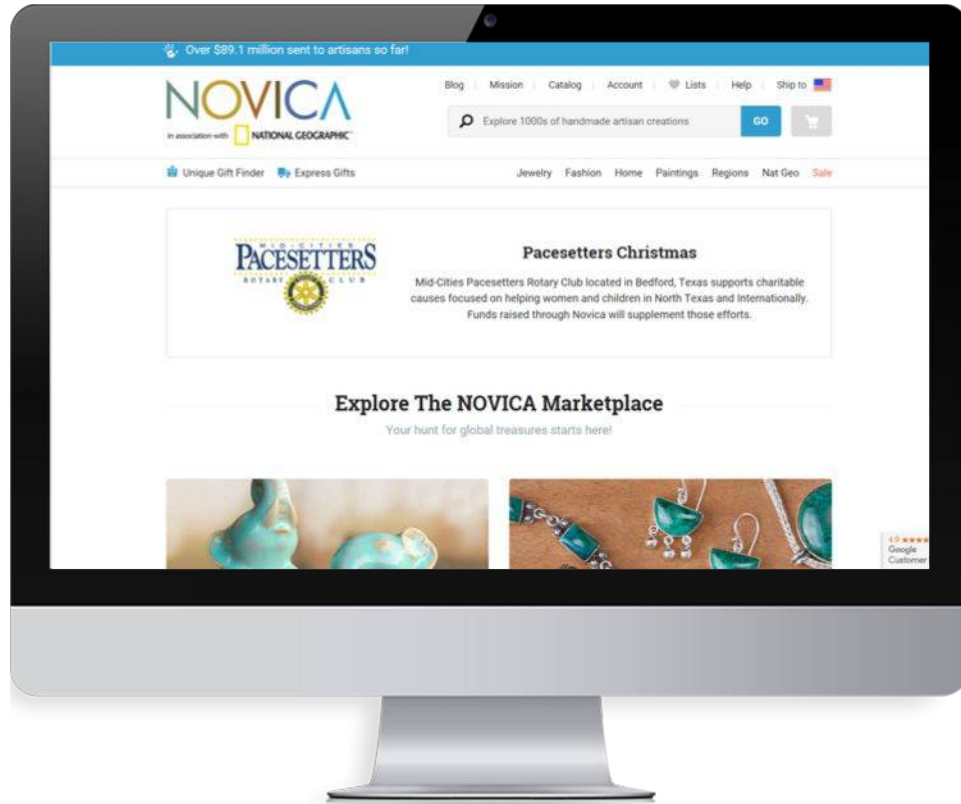 Over $89.1 million sent to artisans so far!
Blog Mission Catalog Account Lists Help Ship to
NOVICA
Explore 1000s of handmade artisan creations GO
in association with NATIONAL GEOGRAPHIC
Unique Gift Finder Express Gifts Jewelry Fashion Home Paintings Regions Nat Geo Sale
MID-CITIES
PACESETTERS
ROTARY CLUB
Pacesetters Christmas
Mid-Cities Pacesetters Rotary Club located in Bedford, Texas supports charitable
causes focused on helping women and children in North Texas and Internationally.
Funds raised through Novica will supplement those efforts.
Explore The NOVICA Marketplace
Your hunt for global treasures starts here!
4.9
Google
Customer